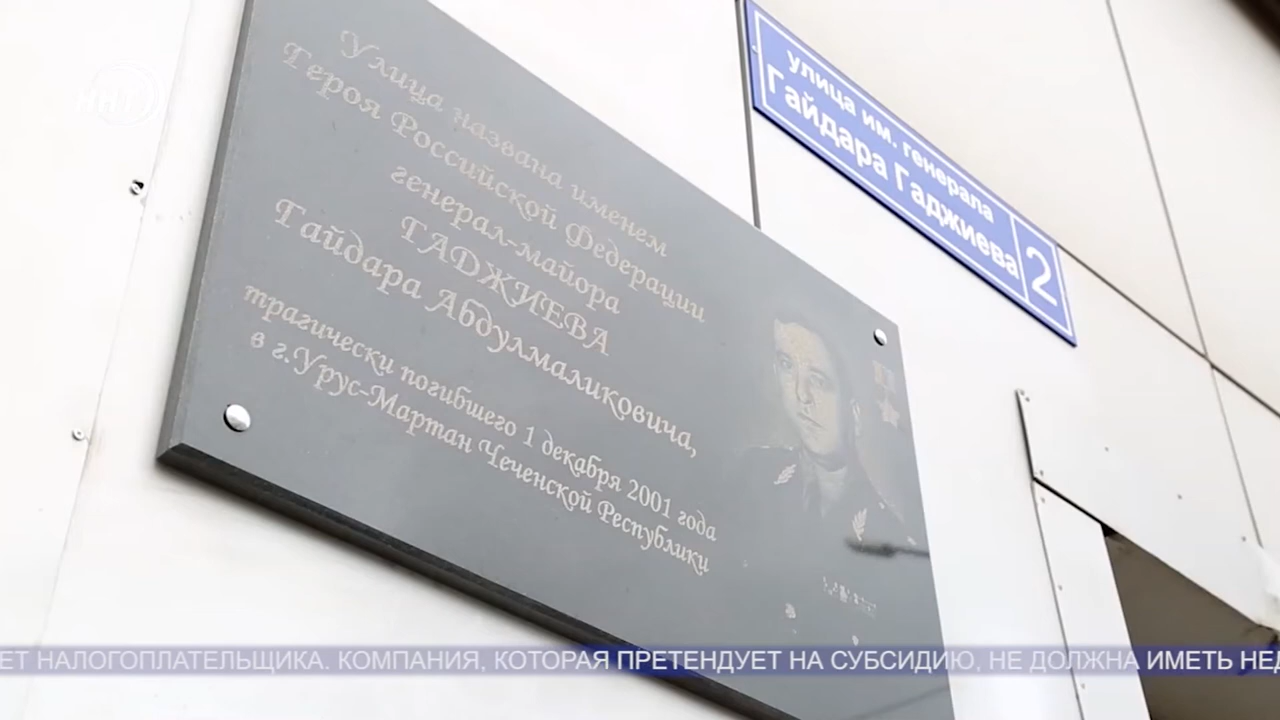 ННТ
Улица названа именем
Героя Российской Федерации
генерал-майора
ГАДЖИЕВА
Гайдара Абдулмаликовича,
трагически погибшего 1 декабря 2001 года
в г.Урус-Мартан Чеченской Республики
улица им. генерала
Гайдара Гаджиева
2
ЕТ НАЛОГОПЛАТЕЛЬЩИКА. КОМПАНИЯ, КОТОРАЯ ПРЕТЕНДУЕТ НА СУБСИДИЮ, НЕ ДОЛЖНА ИМЕТЬ НЕД